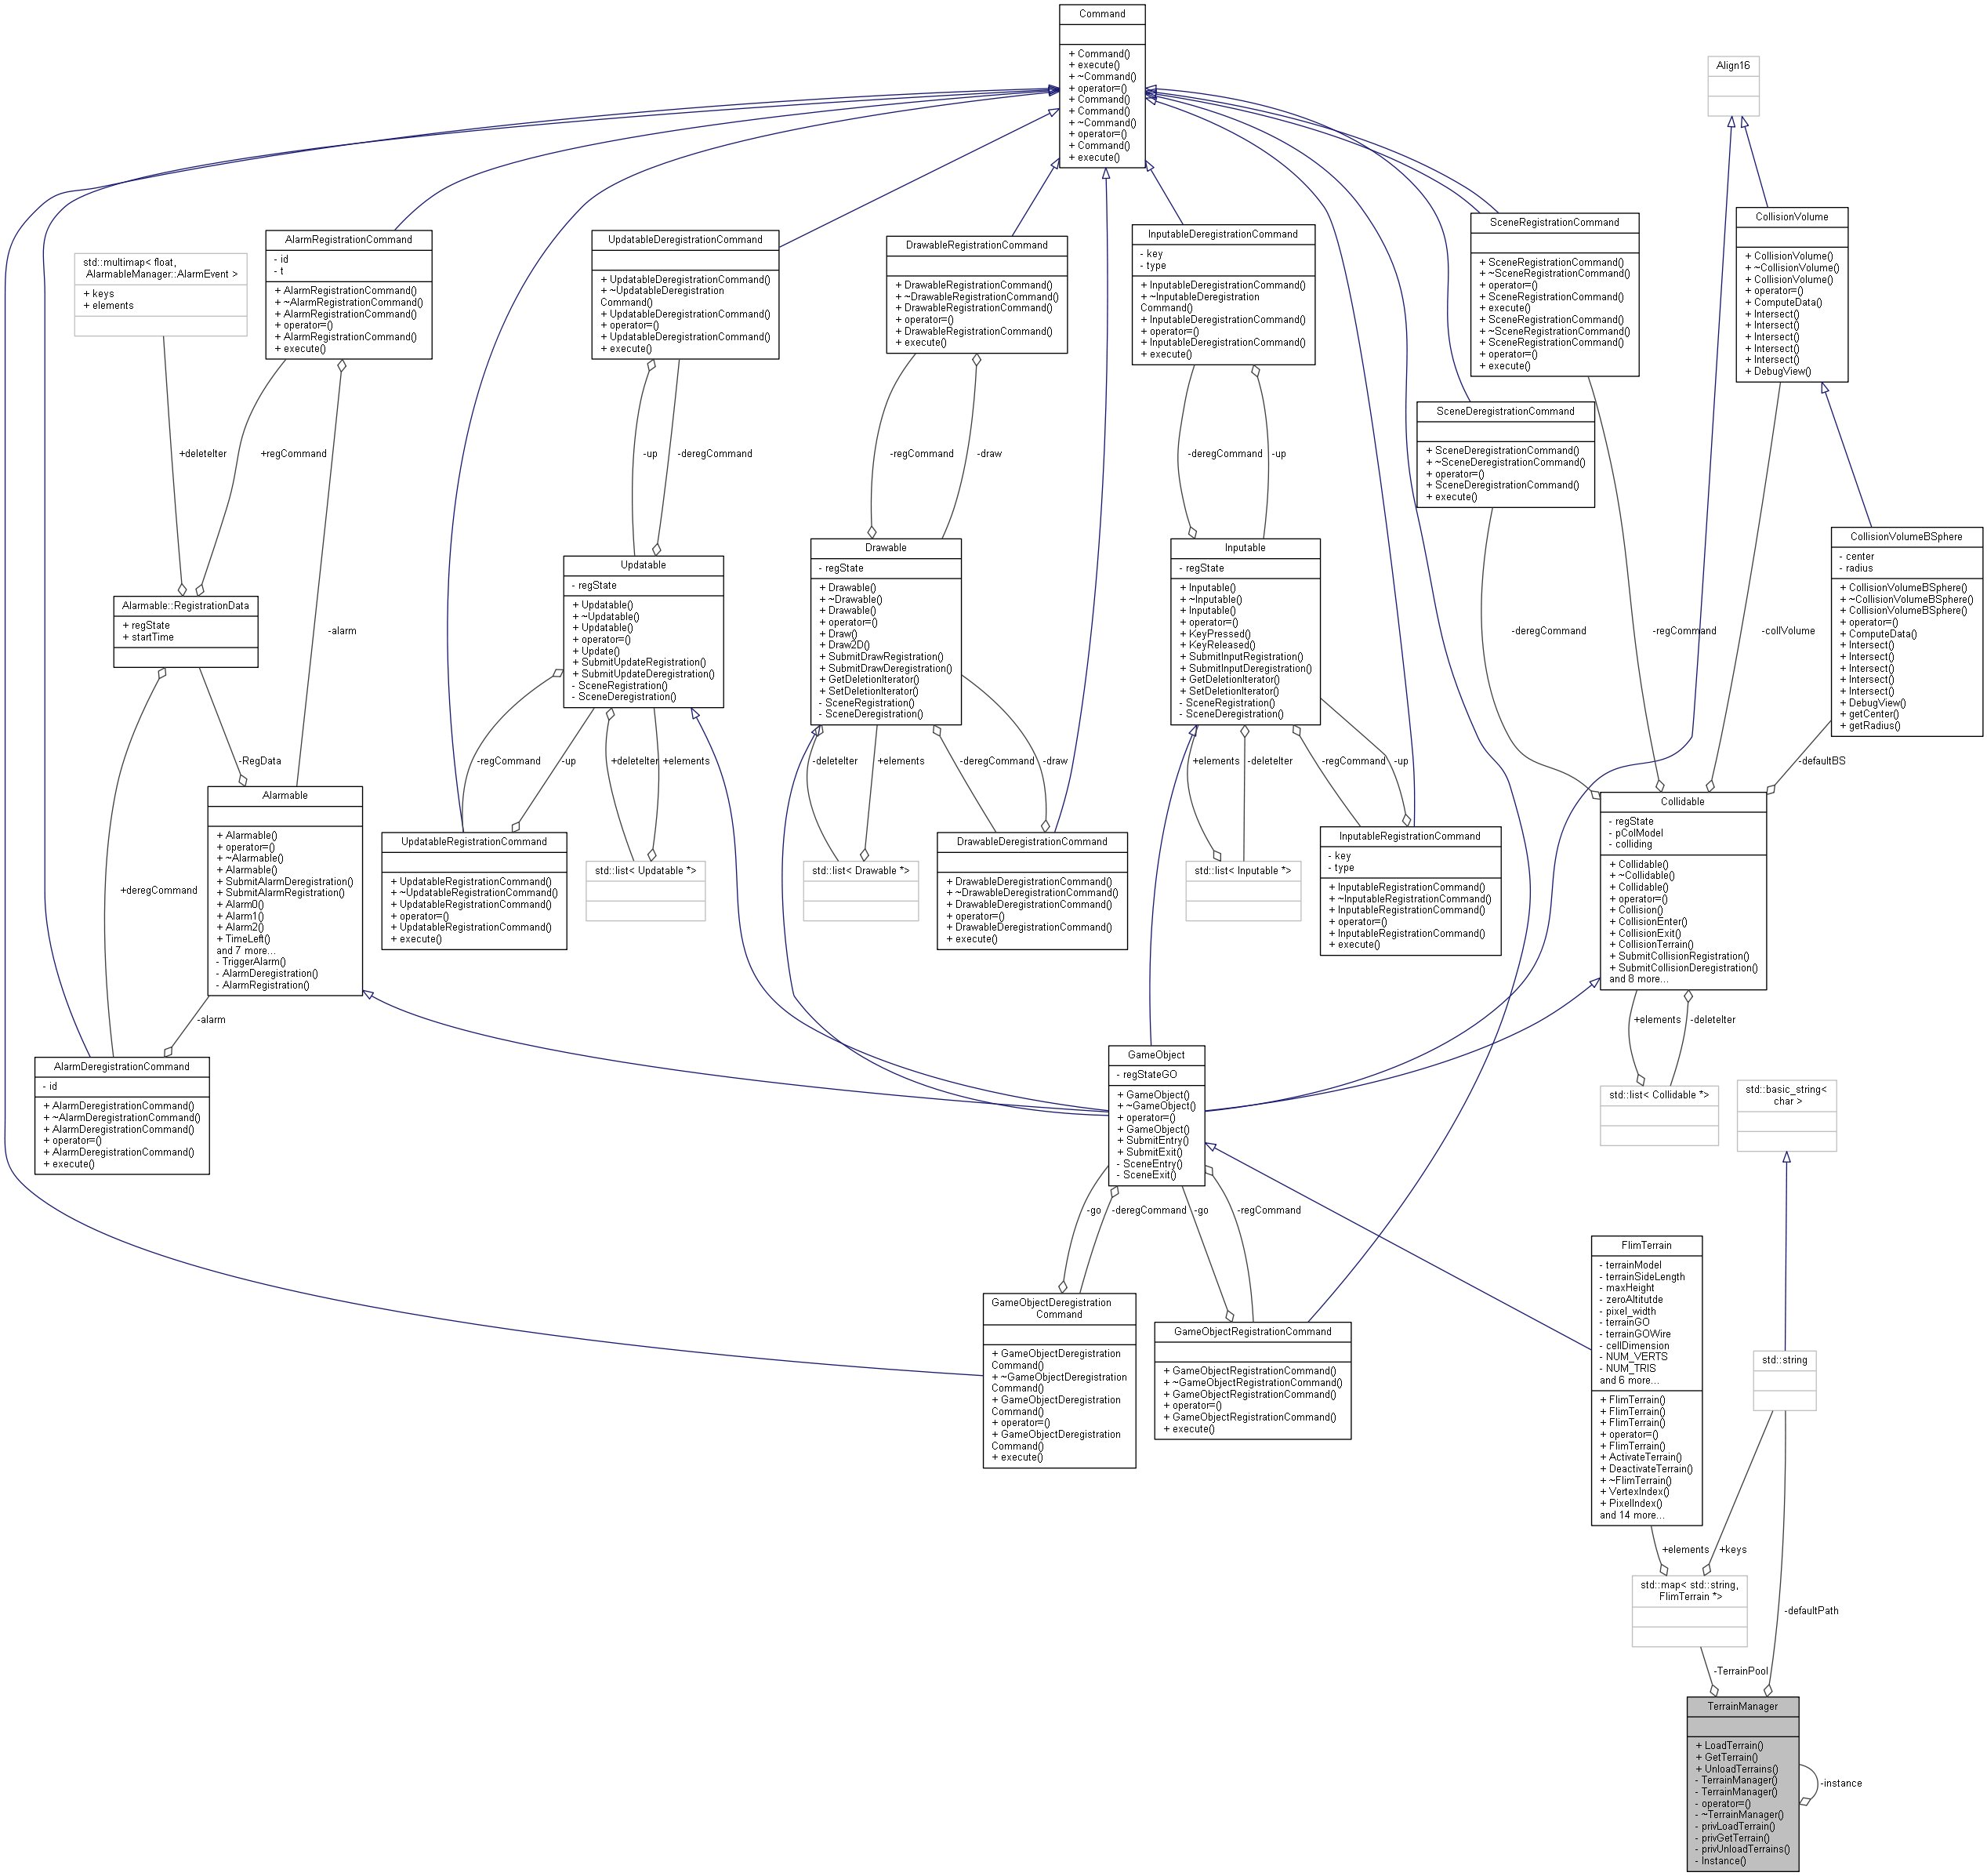 Command
+ Command()
+ execute()
+ ~Command()
+ operator=()
+ Command()
+ Command()
+ ~Command()
+ operator=()
+ Command()
+ execute()
Align16
CollisionVolume
+ CollisionVolume()
+ ~CollisionVolume()
+ CollisionVolume()
+ operator=()
+ ComputeData()
+ Intersect()
+ Intersect()
+ Intersect()
+ Intersect()
+ Intersect()
+ DebugView()
SceneRegistrationCommand
+ SceneRegistrationCommand()
+ ~SceneRegistrationCommand()
+ operator=()
+ SceneRegistrationCommand()
+ execute()
+ SceneRegistrationCommand()
+ ~SceneRegistrationCommand()
+ SceneRegistrationCommand()
+ operator=()
+ execute()
InputableDeregistrationCommand
- key
- type
+ InputableDeregistrationCommand()
+ ~InputableDeregistration
Command()
+ InputableDeregistrationCommand()
+ operator=()
+ InputableDeregistrationCommand()
+ execute()
DrawableRegistrationCommand
+ DrawableRegistrationCommand()
+ ~DrawableRegistrationCommand()
+ DrawableRegistrationCommand()
+ operator=()
+ DrawableRegistrationCommand()
+ execute()
UpdatableDeregistrationCommand
+ UpdatableDeregistrationCommand()
+ ~UpdatableDeregistration
Command()
+ UpdatableDeregistrationCommand()
+ operator=()
+ UpdatableDeregistrationCommand()
+ execute()
AlarmRegistrationCommand
- id
- t
+ AlarmRegistrationCommand()
+ ~AlarmRegistrationCommand()
+ AlarmRegistrationCommand()
+ operator=()
+ AlarmRegistrationCommand()
+ execute()
std::multimap< float,
AlarmableManager::AlarmEvent >
+ keys
+ elements
SceneDeregistrationCommand
+ SceneDeregistrationCommand()
+ ~SceneDeregistrationCommand()
+ operator=()
+ SceneDeregistrationCommand()
+ execute()
+deleteIter
+regCommand
-up
-deregCommand
-regCommand
-draw
-deregCommand
-up
CollisionVolumeBSphere
- center
- radius
+ CollisionVolumeBSphere()
+ ~CollisionVolumeBSphere()
+ CollisionVolumeBSphere()
+ operator=()
+ ComputeData()
+ Intersect()
+ Intersect()
+ Intersect()
+ Intersect()
+ Intersect()
+ DebugView()
+ getCenter()
+ getRadius()
Alarmable::RegistrationData
+ regState
+ startTime
-alarm
Updatable
- regState
+ Updatable()
+ ~Updatable()
+ Updatable()
+ operator=()
+ Update()
+ SubmitUpdateRegistration()
+ SubmitUpdateDeregistration()
- SceneRegistration()
- SceneDeregistration()
Drawable
- regState
+ Drawable()
+ ~Drawable()
+ Drawable()
+ operator=()
+ Draw()
+ Draw2D()
+ SubmitDrawRegistration()
+ SubmitDrawDeregistration()
+ GetDeletionIterator()
+ SetDeletionIterator()
- SceneRegistration()
- SceneDeregistration()
Inputable
- regState
+ Inputable()
+ ~Inputable()
+ Inputable()
+ operator=()
+ KeyPressed()
+ KeyReleased()
+ SubmitInputRegistration()
+ SubmitInputDeregistration()
+ GetDeletionIterator()
+ SetDeletionIterator()
- SceneRegistration()
- SceneDeregistration()
-deregCommand
-regCommand
-collVolume
-RegData
-regCommand
-up
+deleteIter
+elements
-deleteIter
+elements
-deregCommand
-draw
+elements
-deleteIter
-regCommand
-up
-defaultBS
Alarmable
+ Alarmable()
+ operator=()
+ ~Alarmable()
+ Alarmable()
+ SubmitAlarmDeregistration()
+ SubmitAlarmRegistration()
+ Alarm0()
+ Alarm1()
+ Alarm2()
+ TimeLeft()
and 7 more...
- TriggerAlarm()
- AlarmDeregistration()
- AlarmRegistration()
UpdatableRegistrationCommand
+ UpdatableRegistrationCommand()
+ ~UpdatableRegistrationCommand()
+ UpdatableRegistrationCommand()
+ operator=()
+ UpdatableRegistrationCommand()
+ execute()
std::list< Updatable *>
std::list< Drawable *>
DrawableDeregistrationCommand
+ DrawableDeregistrationCommand()
+ ~DrawableDeregistrationCommand()
+ DrawableDeregistrationCommand()
+ operator=()
+ DrawableDeregistrationCommand()
+ execute()
std::list< Inputable *>
InputableRegistrationCommand
- key
- type
+ InputableRegistrationCommand()
+ ~InputableRegistrationCommand()
+ InputableRegistrationCommand()
+ operator=()
+ InputableRegistrationCommand()
+ execute()
Collidable
- regState
- pColModel
- colliding
+ Collidable()
+ ~Collidable()
+ Collidable()
+ operator=()
+ Collision()
+ CollisionEnter()
+ CollisionExit()
+ CollisionTerrain()
+ SubmitCollisionRegistration()
+ SubmitCollisionDeregistration()
and 8 more...
+deregCommand
-alarm
+elements
-deleteIter
AlarmDeregistrationCommand
- id
+ AlarmDeregistrationCommand()
+ ~AlarmDeregistrationCommand()
+ AlarmDeregistrationCommand()
+ operator=()
+ AlarmDeregistrationCommand()
+ execute()
GameObject
- regStateGO
+ GameObject()
+ ~GameObject()
+ operator=()
+ GameObject()
+ SubmitEntry()
+ SubmitExit()
- SceneEntry()
- SceneExit()
std::list< Collidable *>
std::basic_string<
char >
-go
-deregCommand
-go
-regCommand
FlimTerrain
- terrainModel
- terrainSideLength
- maxHeight
- zeroAltitutde
- pixel_width
- terrainGO
- terrainGOWire
- cellDimension
- NUM_VERTS
- NUM_TRIS
and 6 more...
+ FlimTerrain()
+ FlimTerrain()
+ FlimTerrain()
+ operator=()
+ FlimTerrain()
+ ActivateTerrain()
+ DeactivateTerrain()
+ ~FlimTerrain()
+ VertexIndex()
+ PixelIndex()
and 14 more...
GameObjectDeregistration
Command
+ GameObjectDeregistration
Command()
+ ~GameObjectDeregistration
Command()
+ GameObjectDeregistration
Command()
+ operator=()
+ GameObjectDeregistration
Command()
+ execute()
GameObjectRegistrationCommand
+ GameObjectRegistrationCommand()
+ ~GameObjectRegistrationCommand()
+ GameObjectRegistrationCommand()
+ operator=()
+ GameObjectRegistrationCommand()
+ execute()
std::string
+elements
+keys
std::map< std::string,
FlimTerrain *>
-defaultPath
-TerrainPool
TerrainManager
+ LoadTerrain()
+ GetTerrain()
+ UnloadTerrains()
- TerrainManager()
- TerrainManager()
- operator=()
- ~TerrainManager()
- privLoadTerrain()
- privGetTerrain()
- privUnloadTerrains()
- Instance()
-instance